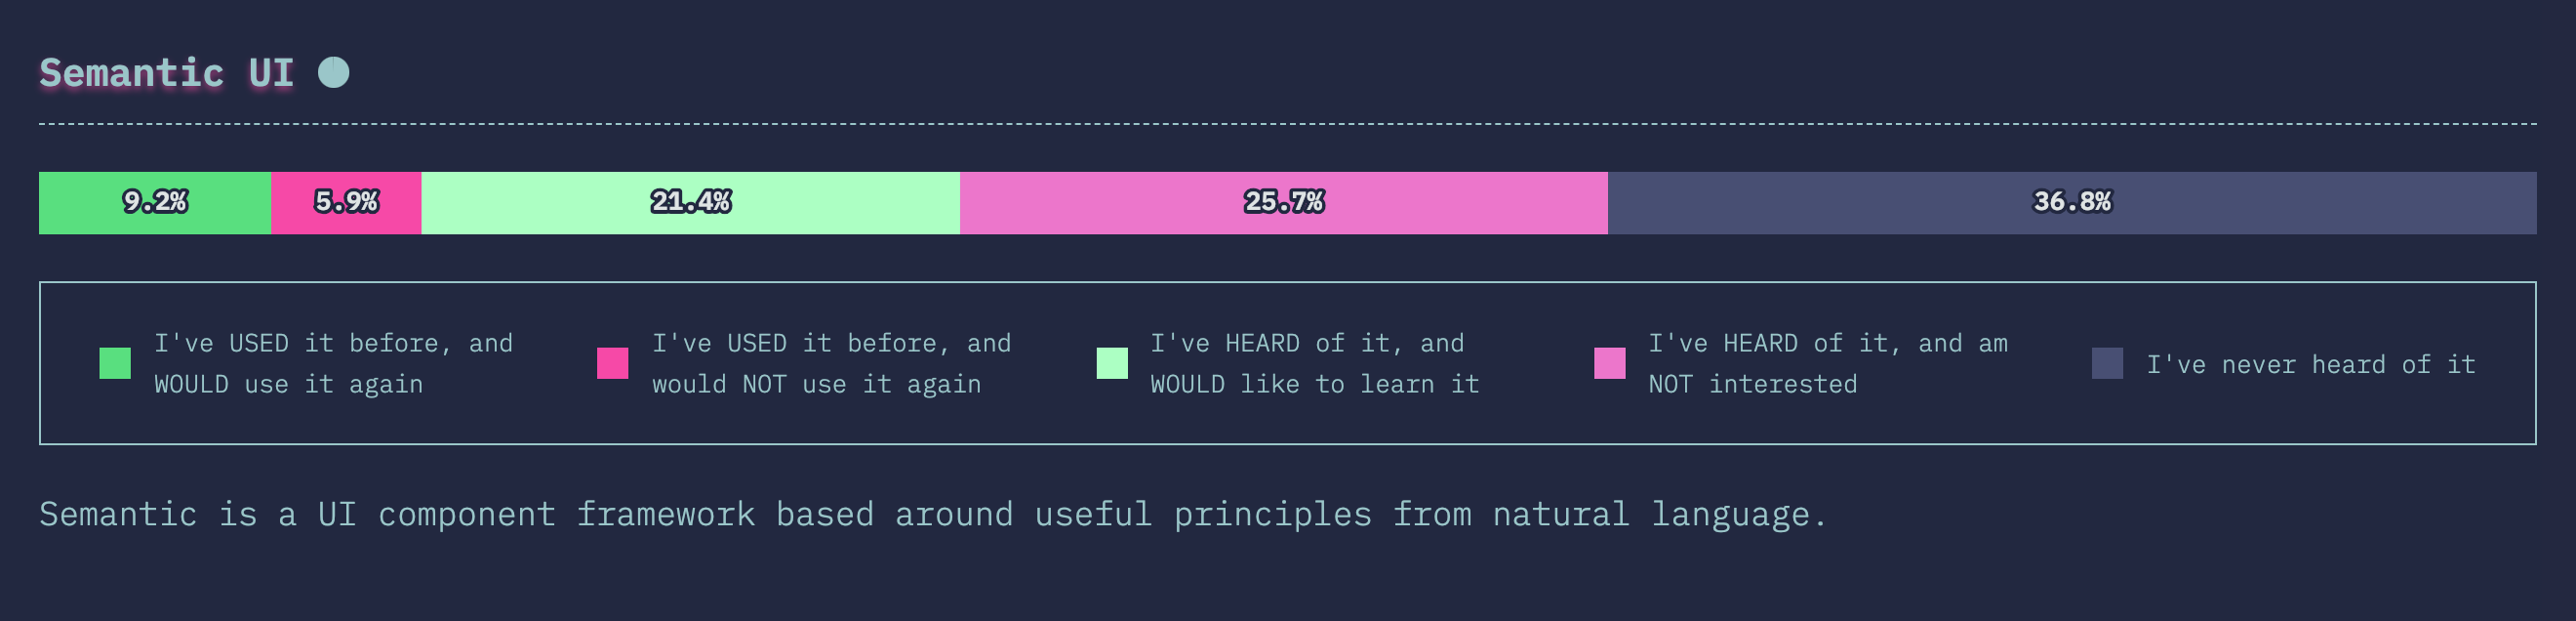 Semantic UI
9.2% 5.9% 21.4% 25.7% 36.8%
I've USED it before, and
WOULD use it again
I've USED it before, and
would NOT use it again
I've HEARD of it, and
WOULD like to learn it
I've HEARD of it, and am
NOT interested
I've never heard of it
Semantic is a UI component framework based around useful principles from natural language.